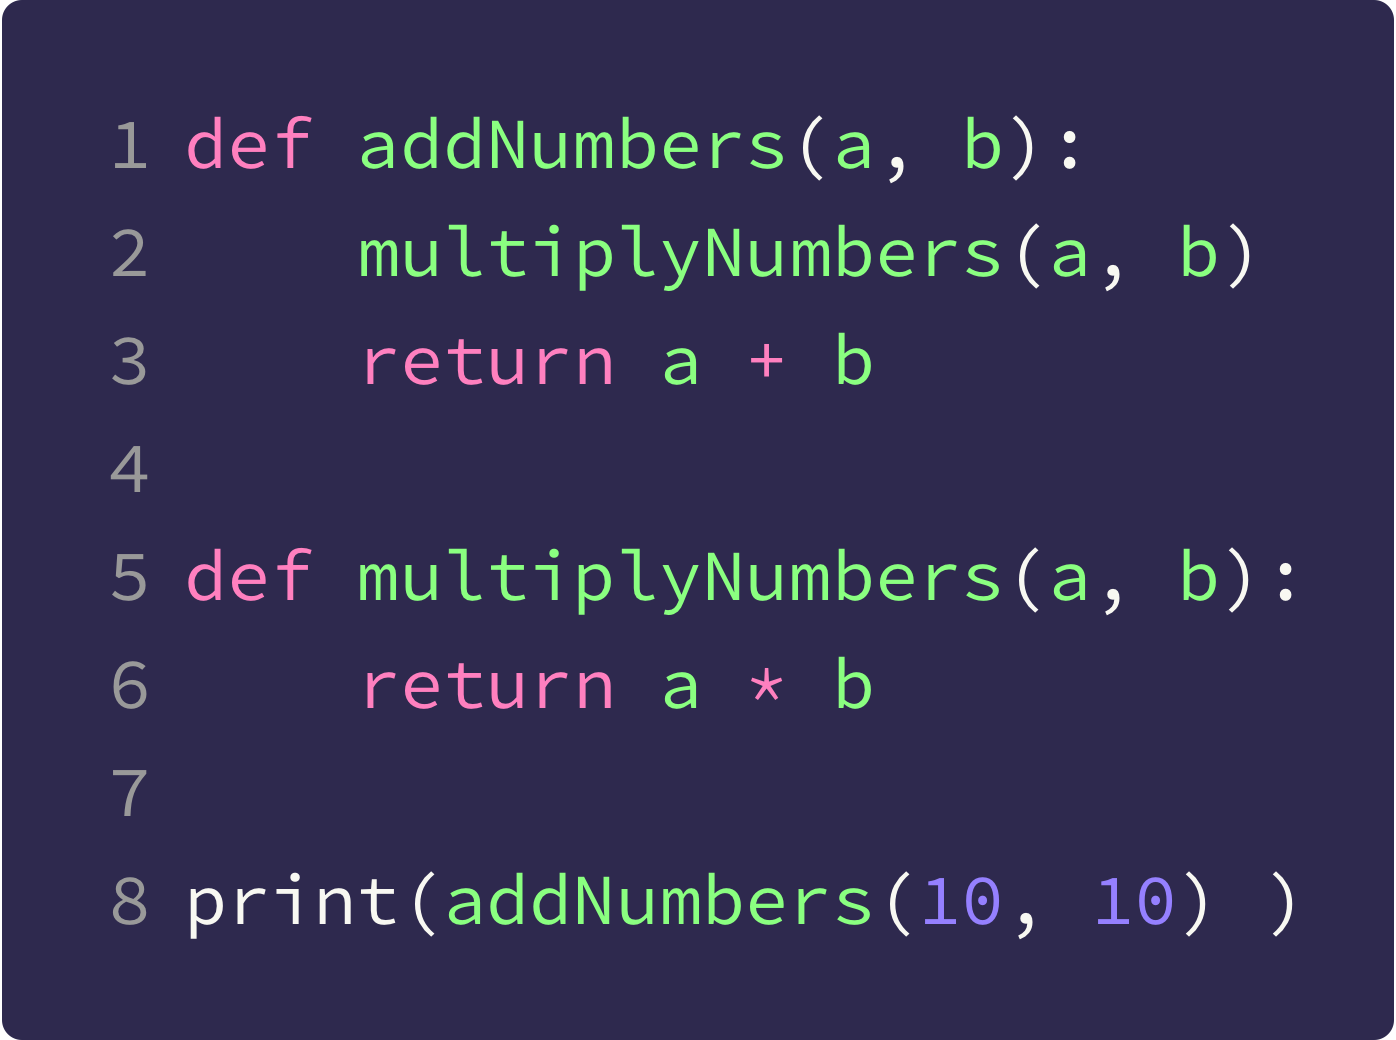 1 def addNumbers(a, b):
2     multiplyNumbers(a, b)
3     return a + b
4
5 def multiplyNumbers(a, b):
6     return a * b
7
8 print(addNumbers(10, 10) )